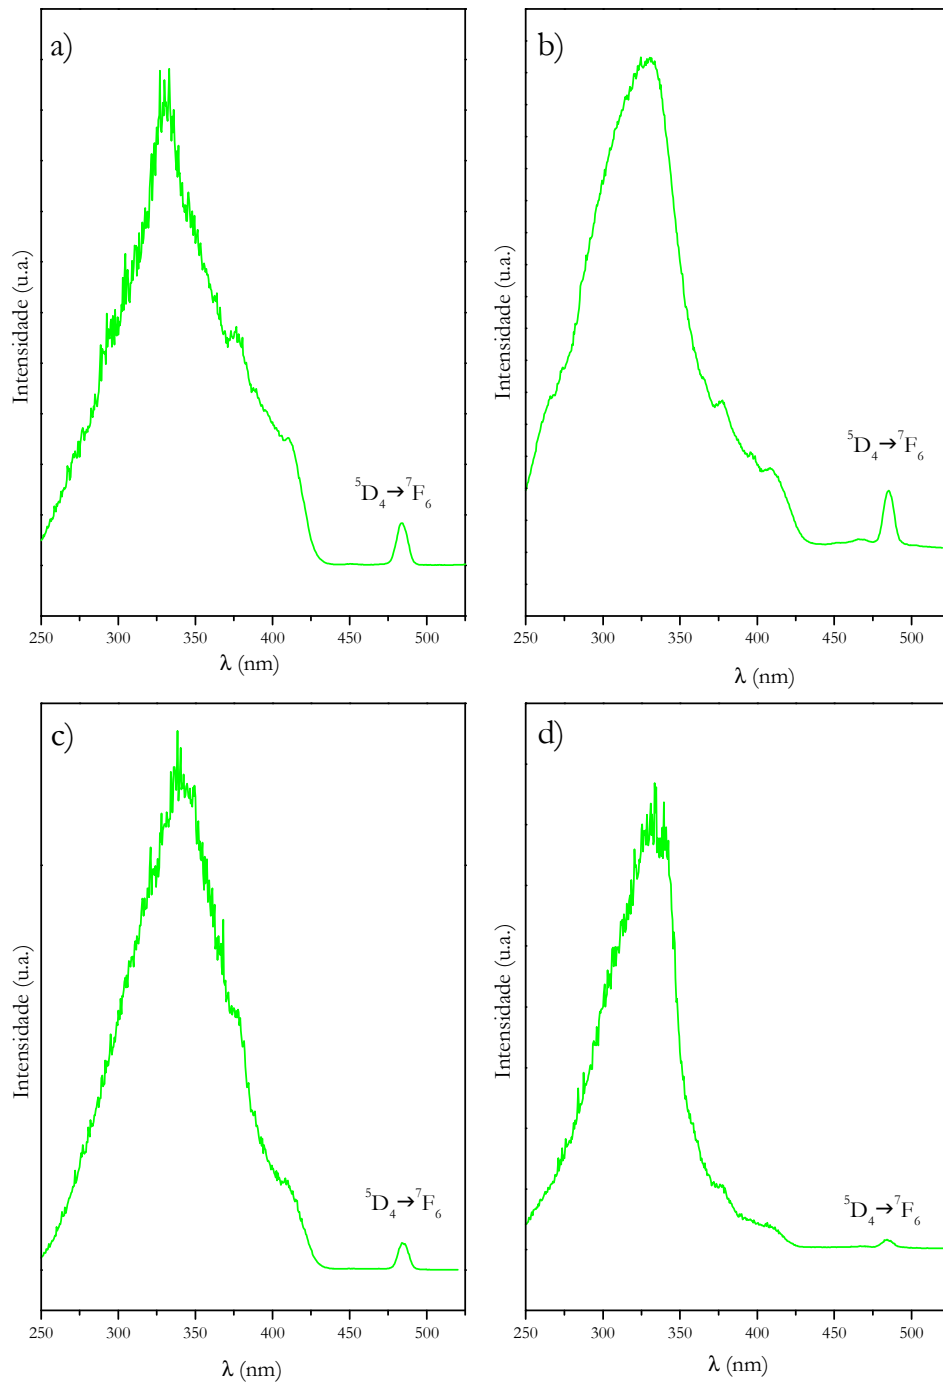 a)
Intensidade (u.a.)
⁵D₄→⁷F₆
250 300 350 400 450 500
λ (nm)
b)
Intensidade (u.a.)
⁵D₄→⁷F₆
250 300 350 400 450 500
λ (nm)
c)
Intensidade (u.a.)
⁵D₄→⁷F₆
250 300 350 400 450 500
λ (nm)
d)
Intensidade (u.a.)
⁵D₄→⁷F₆
250 300 350 400 450 500
λ (nm)